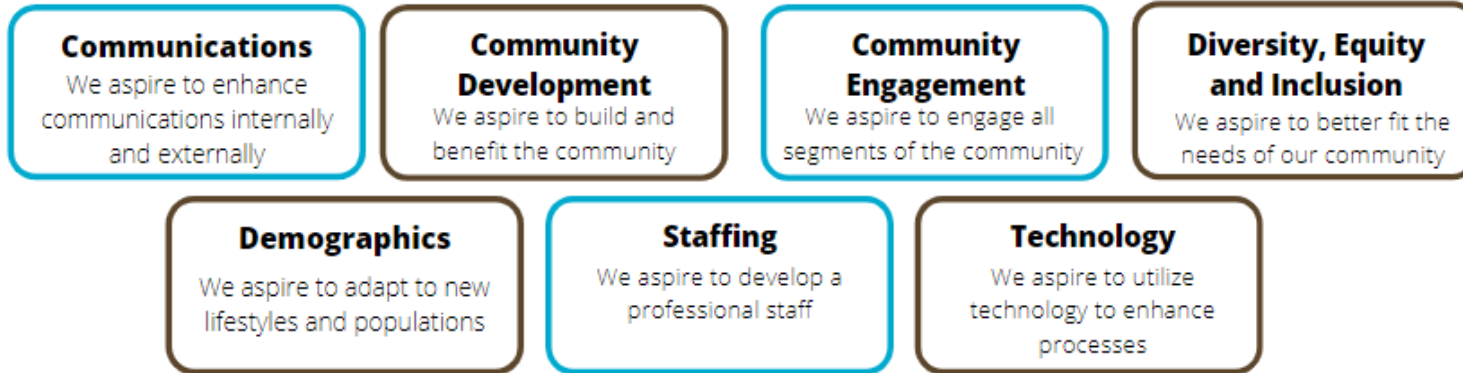 Communications
We aspire to enhance
communications internally
and externally
Community
Development
We aspire to build and
benefit the community
Community
Engagement
We aspire to engage all
segments of the community
Diversity, Equity
and Inclusion
We aspire to better fit the
needs of our community
Demographics
We aspire to adapt to new
lifestyles and populations
Staffing
We aspire to develop a
professional staff
Technology
We aspire to utilize
technology to enhance
processes